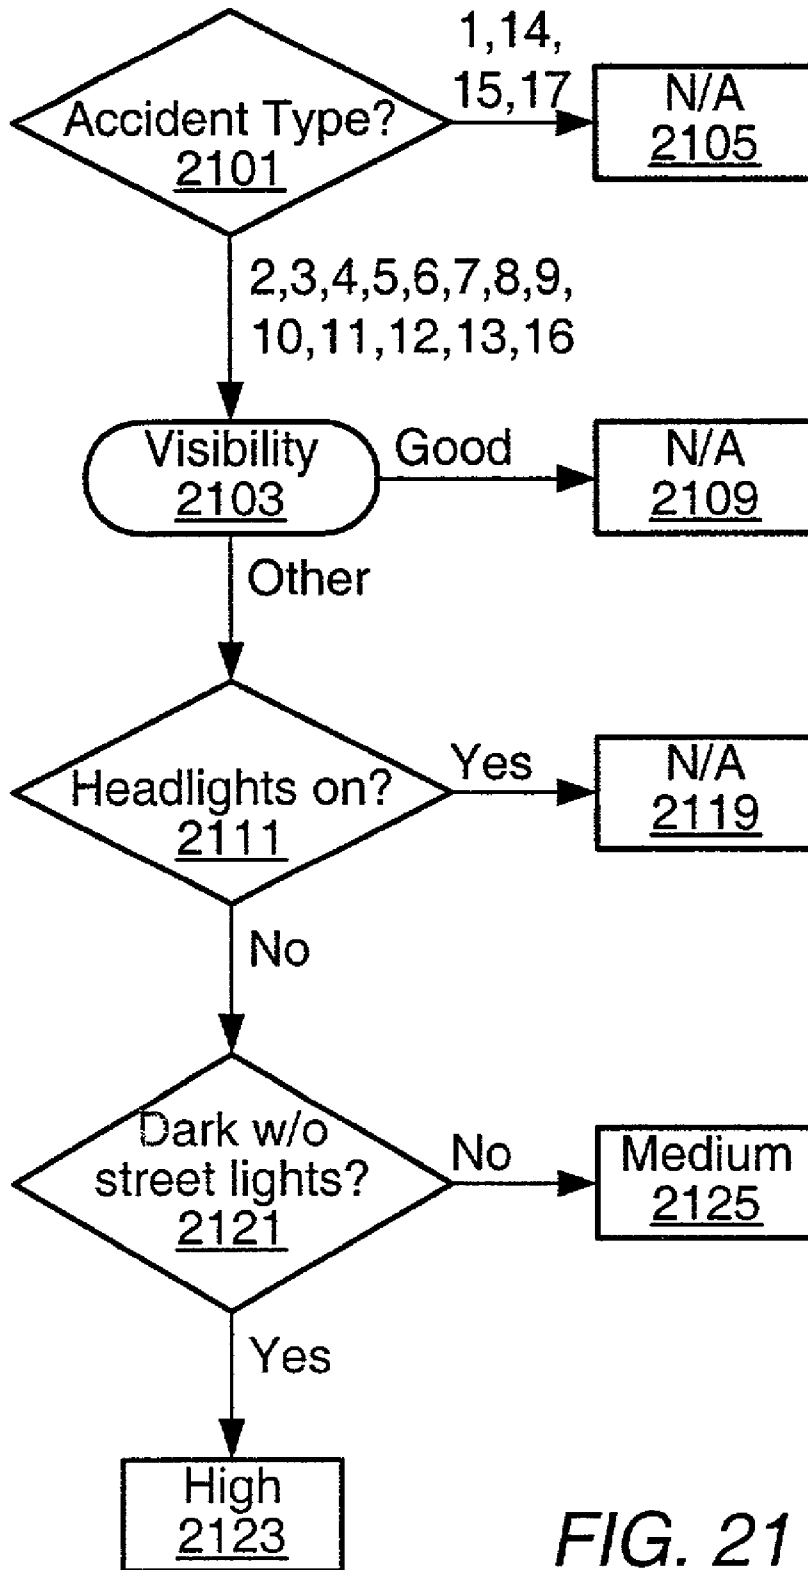 1,14,
15,17
Accident Type?
2101
N/A
2105
2,3,4,5,6,7,8,9,
10,11,12,13,16
Visibility
2103
Good
N/A
2109
Other
Headlights on?
2111
Yes
N/A
2119
No
Dark w/o
street lights?
2121
No
Medium
2125
Yes
High
2123
FIG. 21